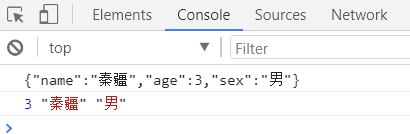 Elements Console Sources Network
top ▼ Filter
{"name":"秦疆","age":3,"sex":"男"}
3 "秦疆" "男"